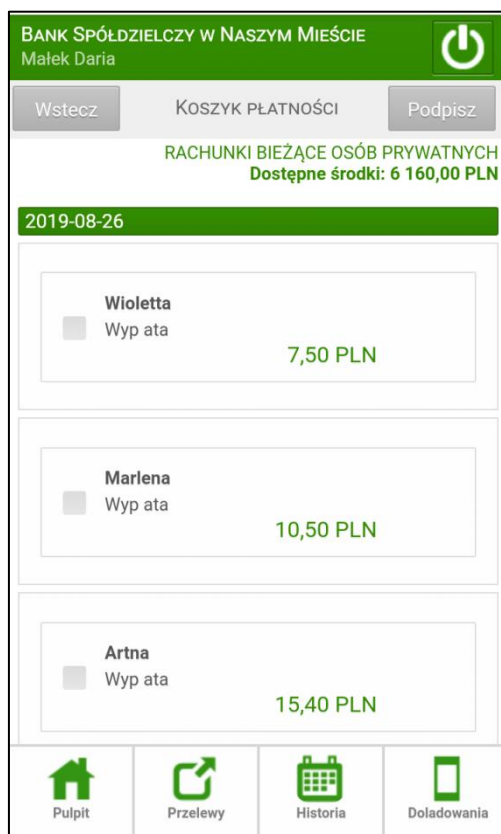 BANK SPÓŁDZIELCZY W NASZYM MIEŚCIE
Małek Daria
Wstecz
KOSZYK PŁATNOŚCI
Podpisz
RACHUNKI BIEŻĄCE OSÓB PRYWATNYCH
Dostępne środki: 6 160,00 PLN
2019-08-26
Wioletta
Wyp ata
7,50 PLN
Marlena
Wyp ata
10,50 PLN
Artna
Wyp ata
15,40 PLN
Pulpit
Przelewy
Historia
Doladowania